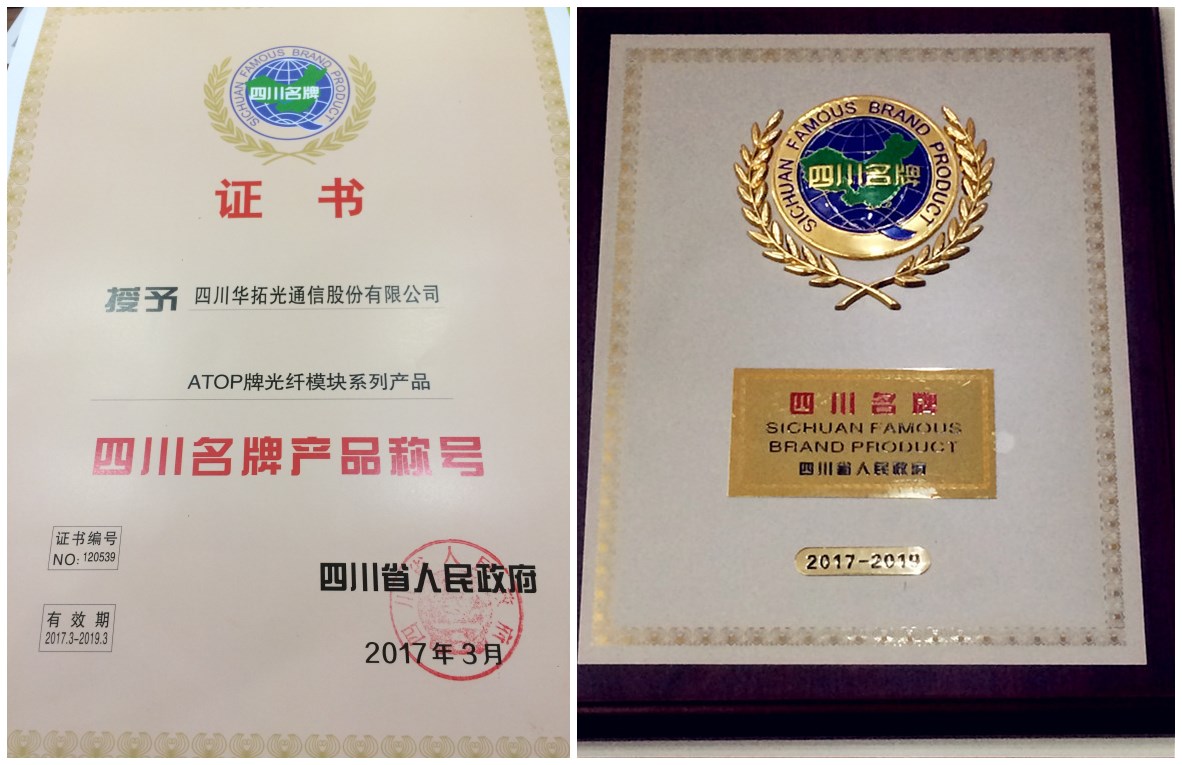 SICHUAN FAMOUS BRAND PRODUCT
四川名牌
证 书
授予 四川华拓光通信股份有限公司
ATOP牌光纤模块系列产品
四川名牌产品称号
证书编号
NO: 120539
有 效 期
2017.3-2019.3
四川省人民政府
2017年3月
SICHUAN FAMOUS BRAND PRODUCT
四川名牌
四川名牌
SICHUAN FAMOUS
BRAND PRODUCT
四川省人民政府
2017-2019